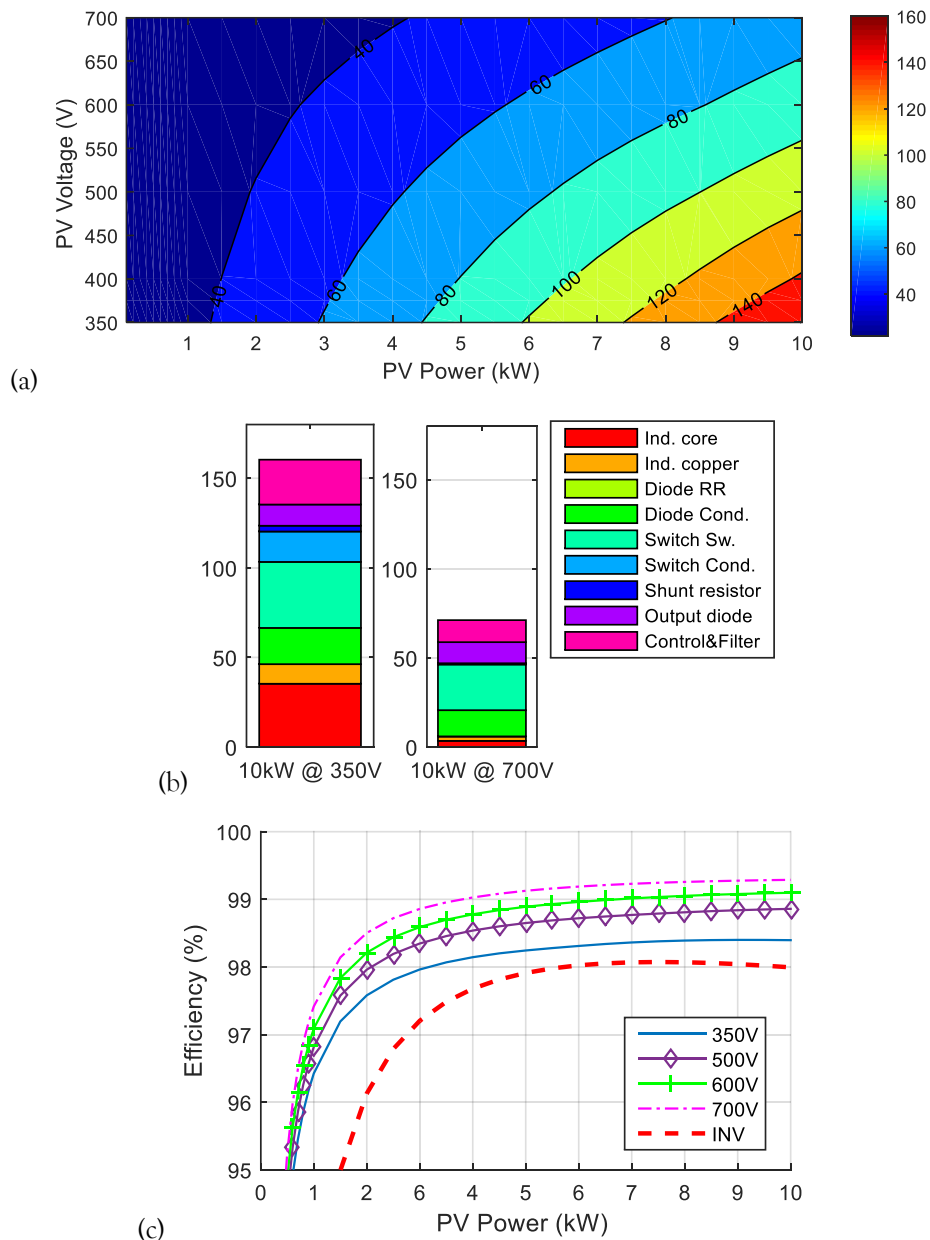 700
650
600
550
500
450
400
350
PV Voltage (V)
1 2 3 4 5 6 7 8 9 10
PV Power (kW)
40
60
80
40
60
80
100
120
140
160
140
120
100
80
60
40
(a)
150
100
50
0
10kW @ 350V
150
100
50
0
10kW @ 700V
Ind. core
Ind. copper
Diode RR
Diode Cond.
Switch Sw.
Switch Cond.
Shunt resistor
Output diode
Control&Filter
(b)
100
99
98
97
96
95
Efficiency (%)
0 1 2 6 4 5 6 7 8 9 10
PV Power (kW)
350V
500V
600V
700V
INV
(c)